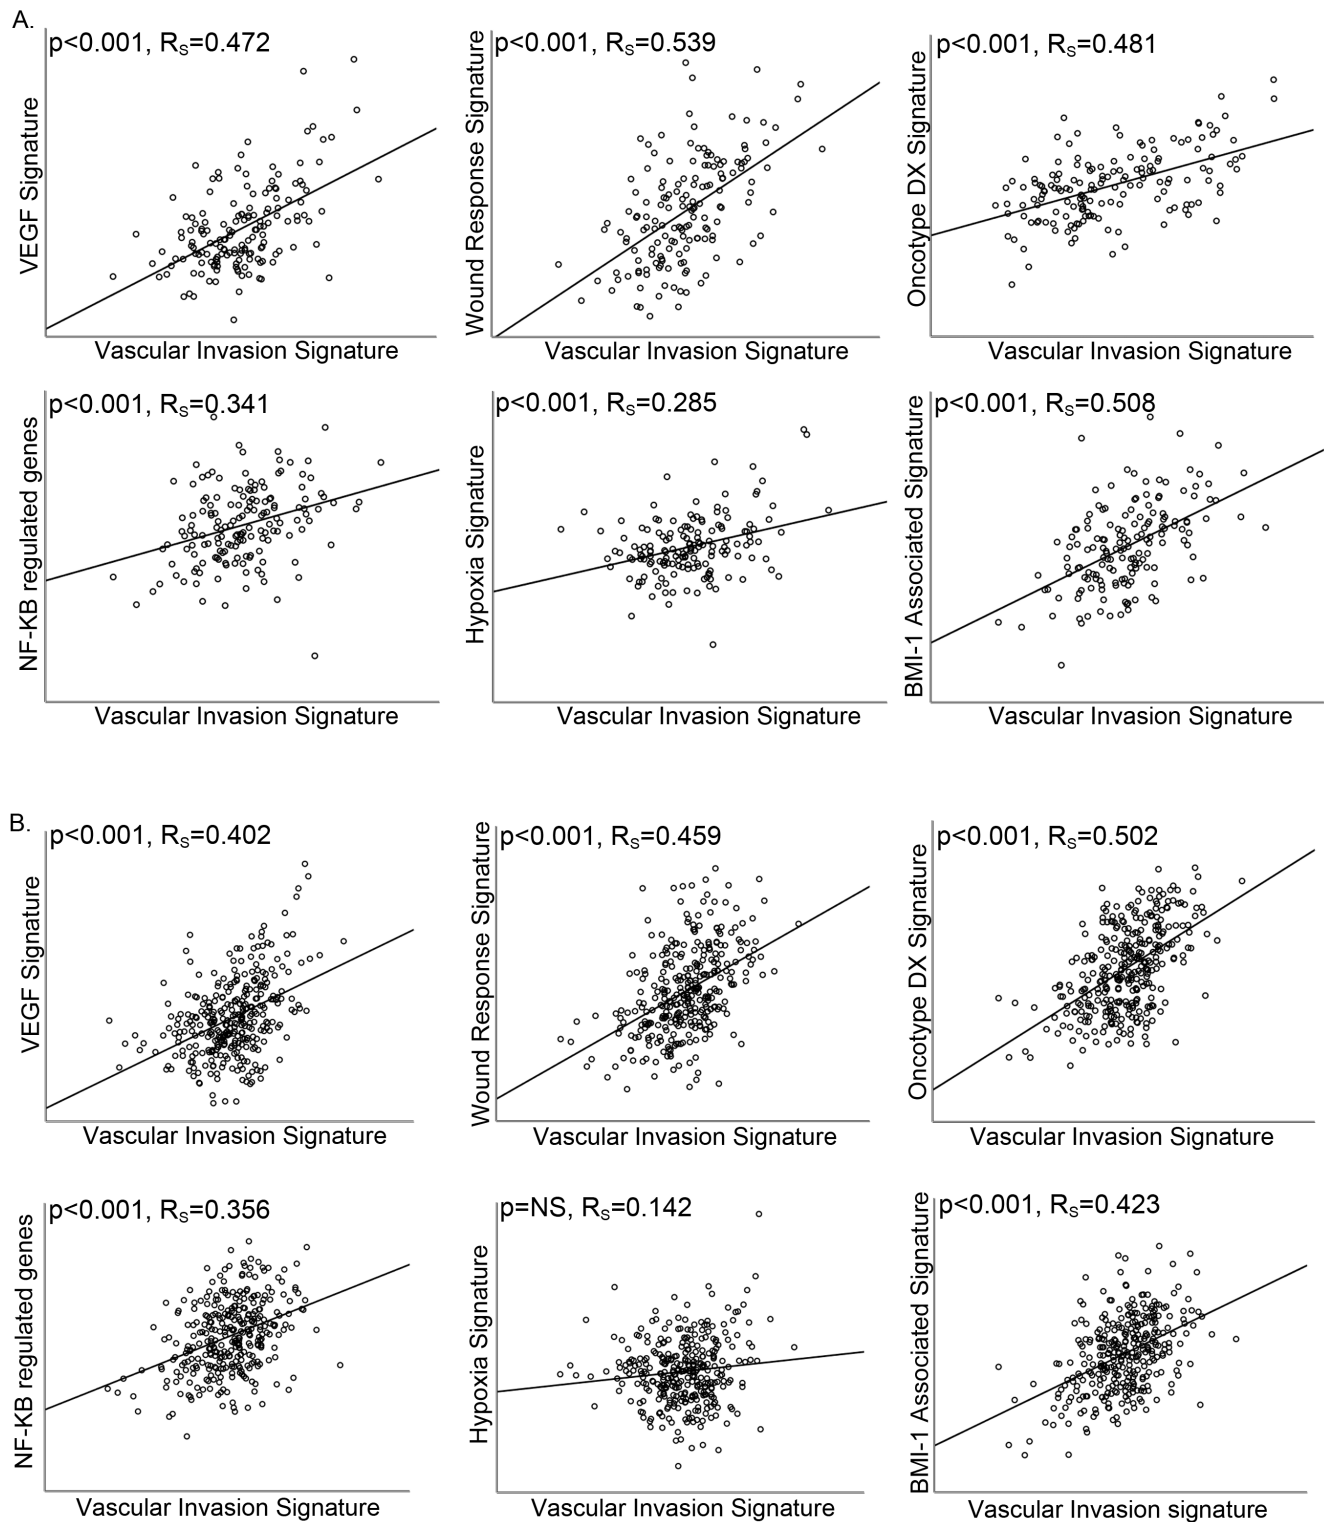 A.
p<0.001, RS=0.472
VEGF Signature
Vascular Invasion Signature
p<0.001, RS=0.539
Wound Response Signature
Vascular Invasion Signature
p<0.001, RS=0.481
Oncotype DX Signature
Vascular Invasion Signature
p<0.001, RS=0.341
NF-KB regulated genes
Vascular Invasion Signature
p<0.001, RS=0.285
Hypoxia Signature
Vascular Invasion Signature
p<0.001, RS=0.508
BMI-1 Associated Signature
Vascular Invasion Signature
B.
p<0.001, RS=0.402
VEGF Signature
Vascular Invasion Signature
p<0.001, RS=0.459
Wound Response Signature
Vascular Invasion Signature
p<0.001, RS=0.502
Oncotype DX Signature
Vascular Invasion Signature
p<0.001, RS=0.356
NF-KB regulated genes
Vascular Invasion Signature
p=NS, RS=0.142
Hypoxia Signature
Vascular Invasion Signature
p<0.001, RS=0.423
BMI-1 Associated Signature
Vascular Invasion signature